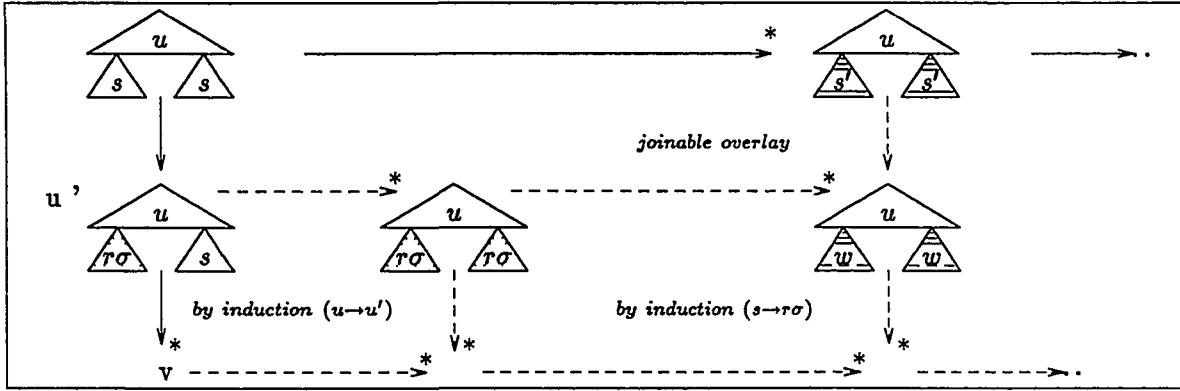 u * u
s s s' s' ..
joinable overlay
u' u * u * u
rσ s rσ rσ w w
by induction (u→u') by induction (s→rσ)
* * *
v * * ..